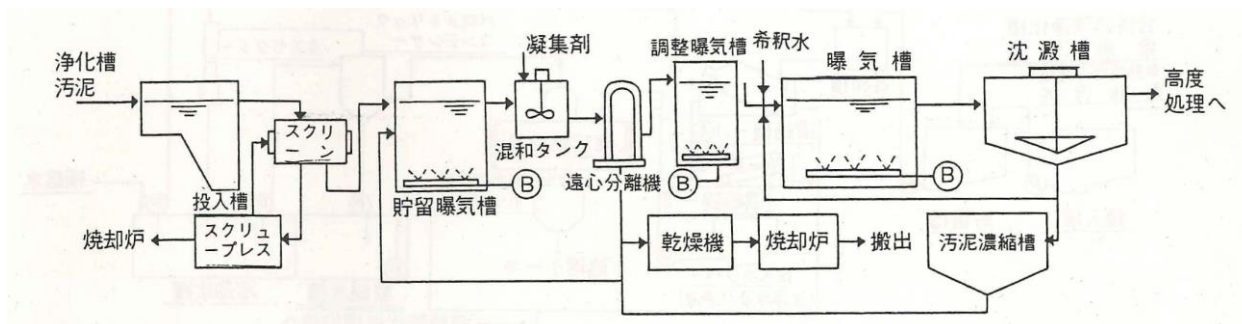 浄化槽
汚泥
投入槽
スクリ
ーン
スクリュ
ープレス
焼却炉
貯留曝気槽
B
凝集剤
混和タンク
遠心分離機
調整曝気槽
B
希釈水
曝気槽
B
沈澱槽
高度
処理へ
乾燥機
焼却炉
搬出
汚泥濃縮槽